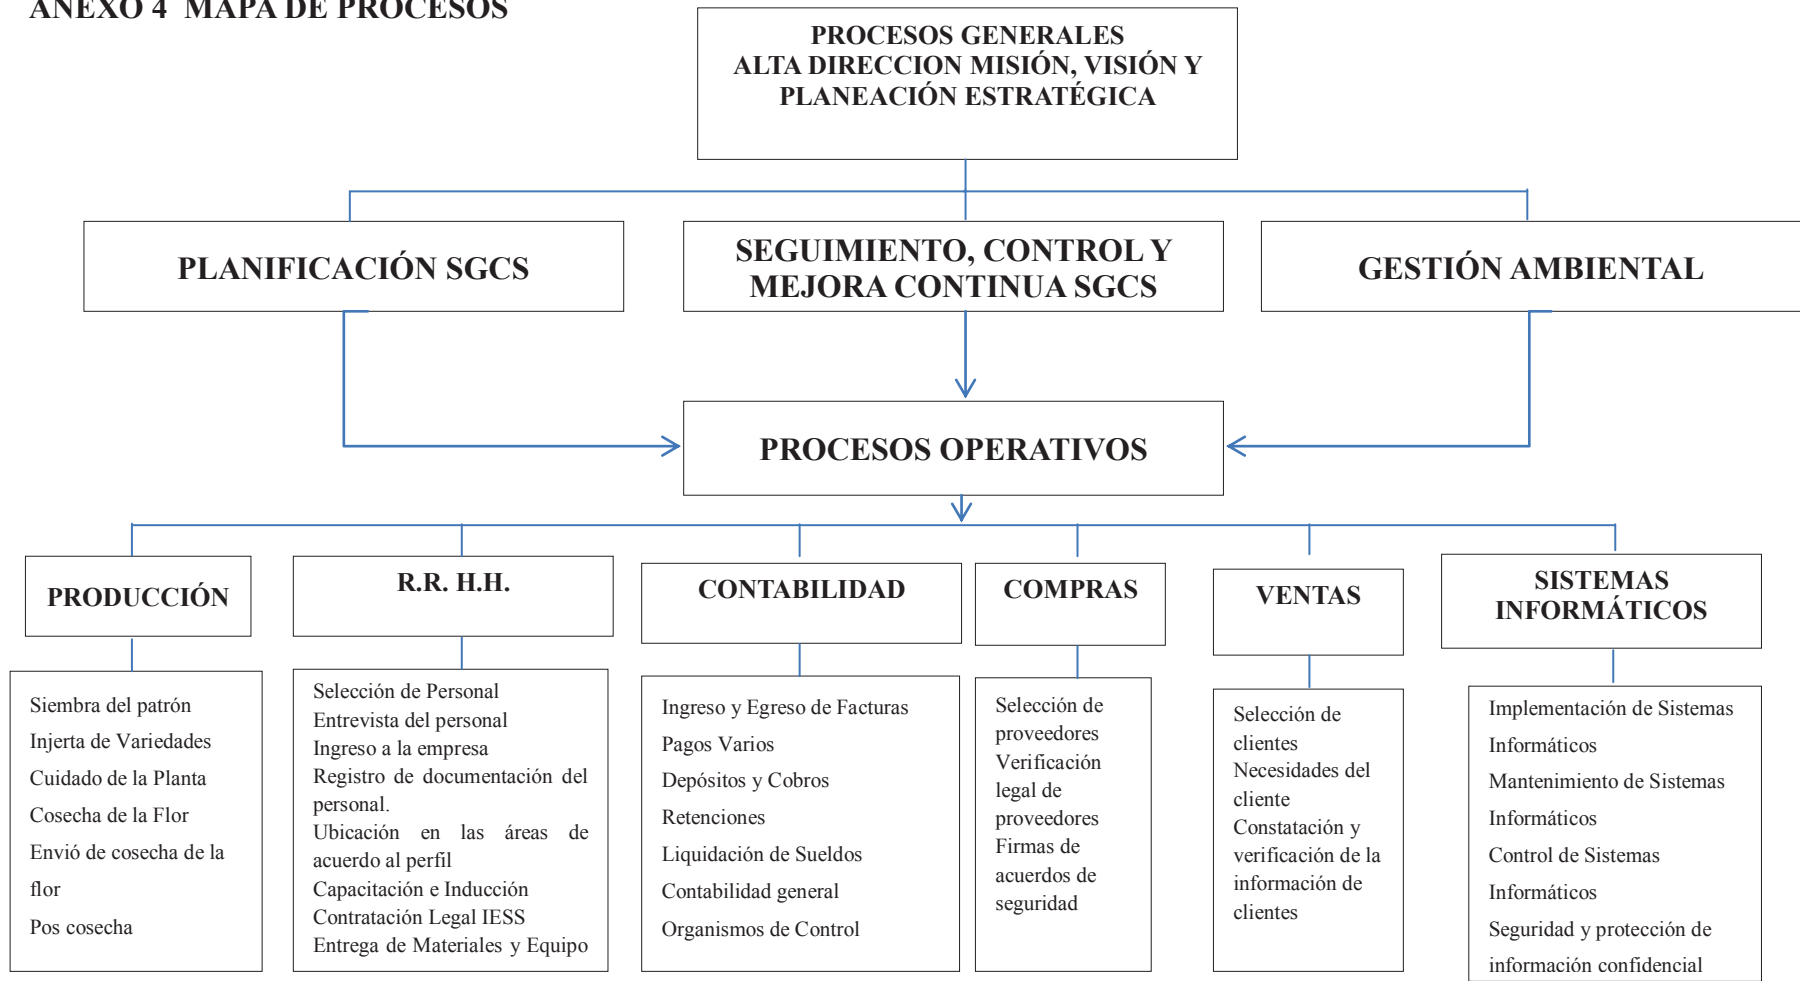 ANEXO 4 MAPA DE PROCESOS
PROCESOS GENERALES
ALTA DIRECCION MISIÓN, VISIÓN Y
PLANEACIÓN ESTRATÉGICA
PLANIFICACIÓN SGCS
SEGUIMIENTO, CONTROL Y
MEJORA CONTINUA SGCS
GESTIÓN AMBIENTAL
PROCESOS OPERATIVOS
PRODUCCIÓN
Siembra del patrón
Injerta de Variedades
Cuidado de la Planta
Cosecha de la Flor
Envió de cosecha de la
flor
Pos cosecha
R.R. H.H.
Selección de Personal
Entrevista del personal
Ingreso a la empresa
Registro de documentación del
personal.
Ubicación en las áreas de
acuerdo al perfil
Capacitación e Inducción
Contratación Legal IESS
Entrega de Materiales y Equipo
CONTABILIDAD
Ingreso y Egreso de Facturas
Pagos Varios
Depósitos y Cobros
Retenciones
Liquidación de Sueldos
Contabilidad general
Organismos de Control
COMPRAS
Selección de
proveedores
Verificación
legal de
proveedores
Firmas de
acuerdos de
seguridad
VENTAS
Selección de
clientes
Necesidades del
cliente
Constatación y
verificación de la
información de
clientes
SISTEMAS
INFORMÁTICOS
Implementación de Sistemas
Informáticos
Mantenimiento de Sistemas
Informáticos
Control de Sistemas
Informáticos
Seguridad y protección de
información confidencial